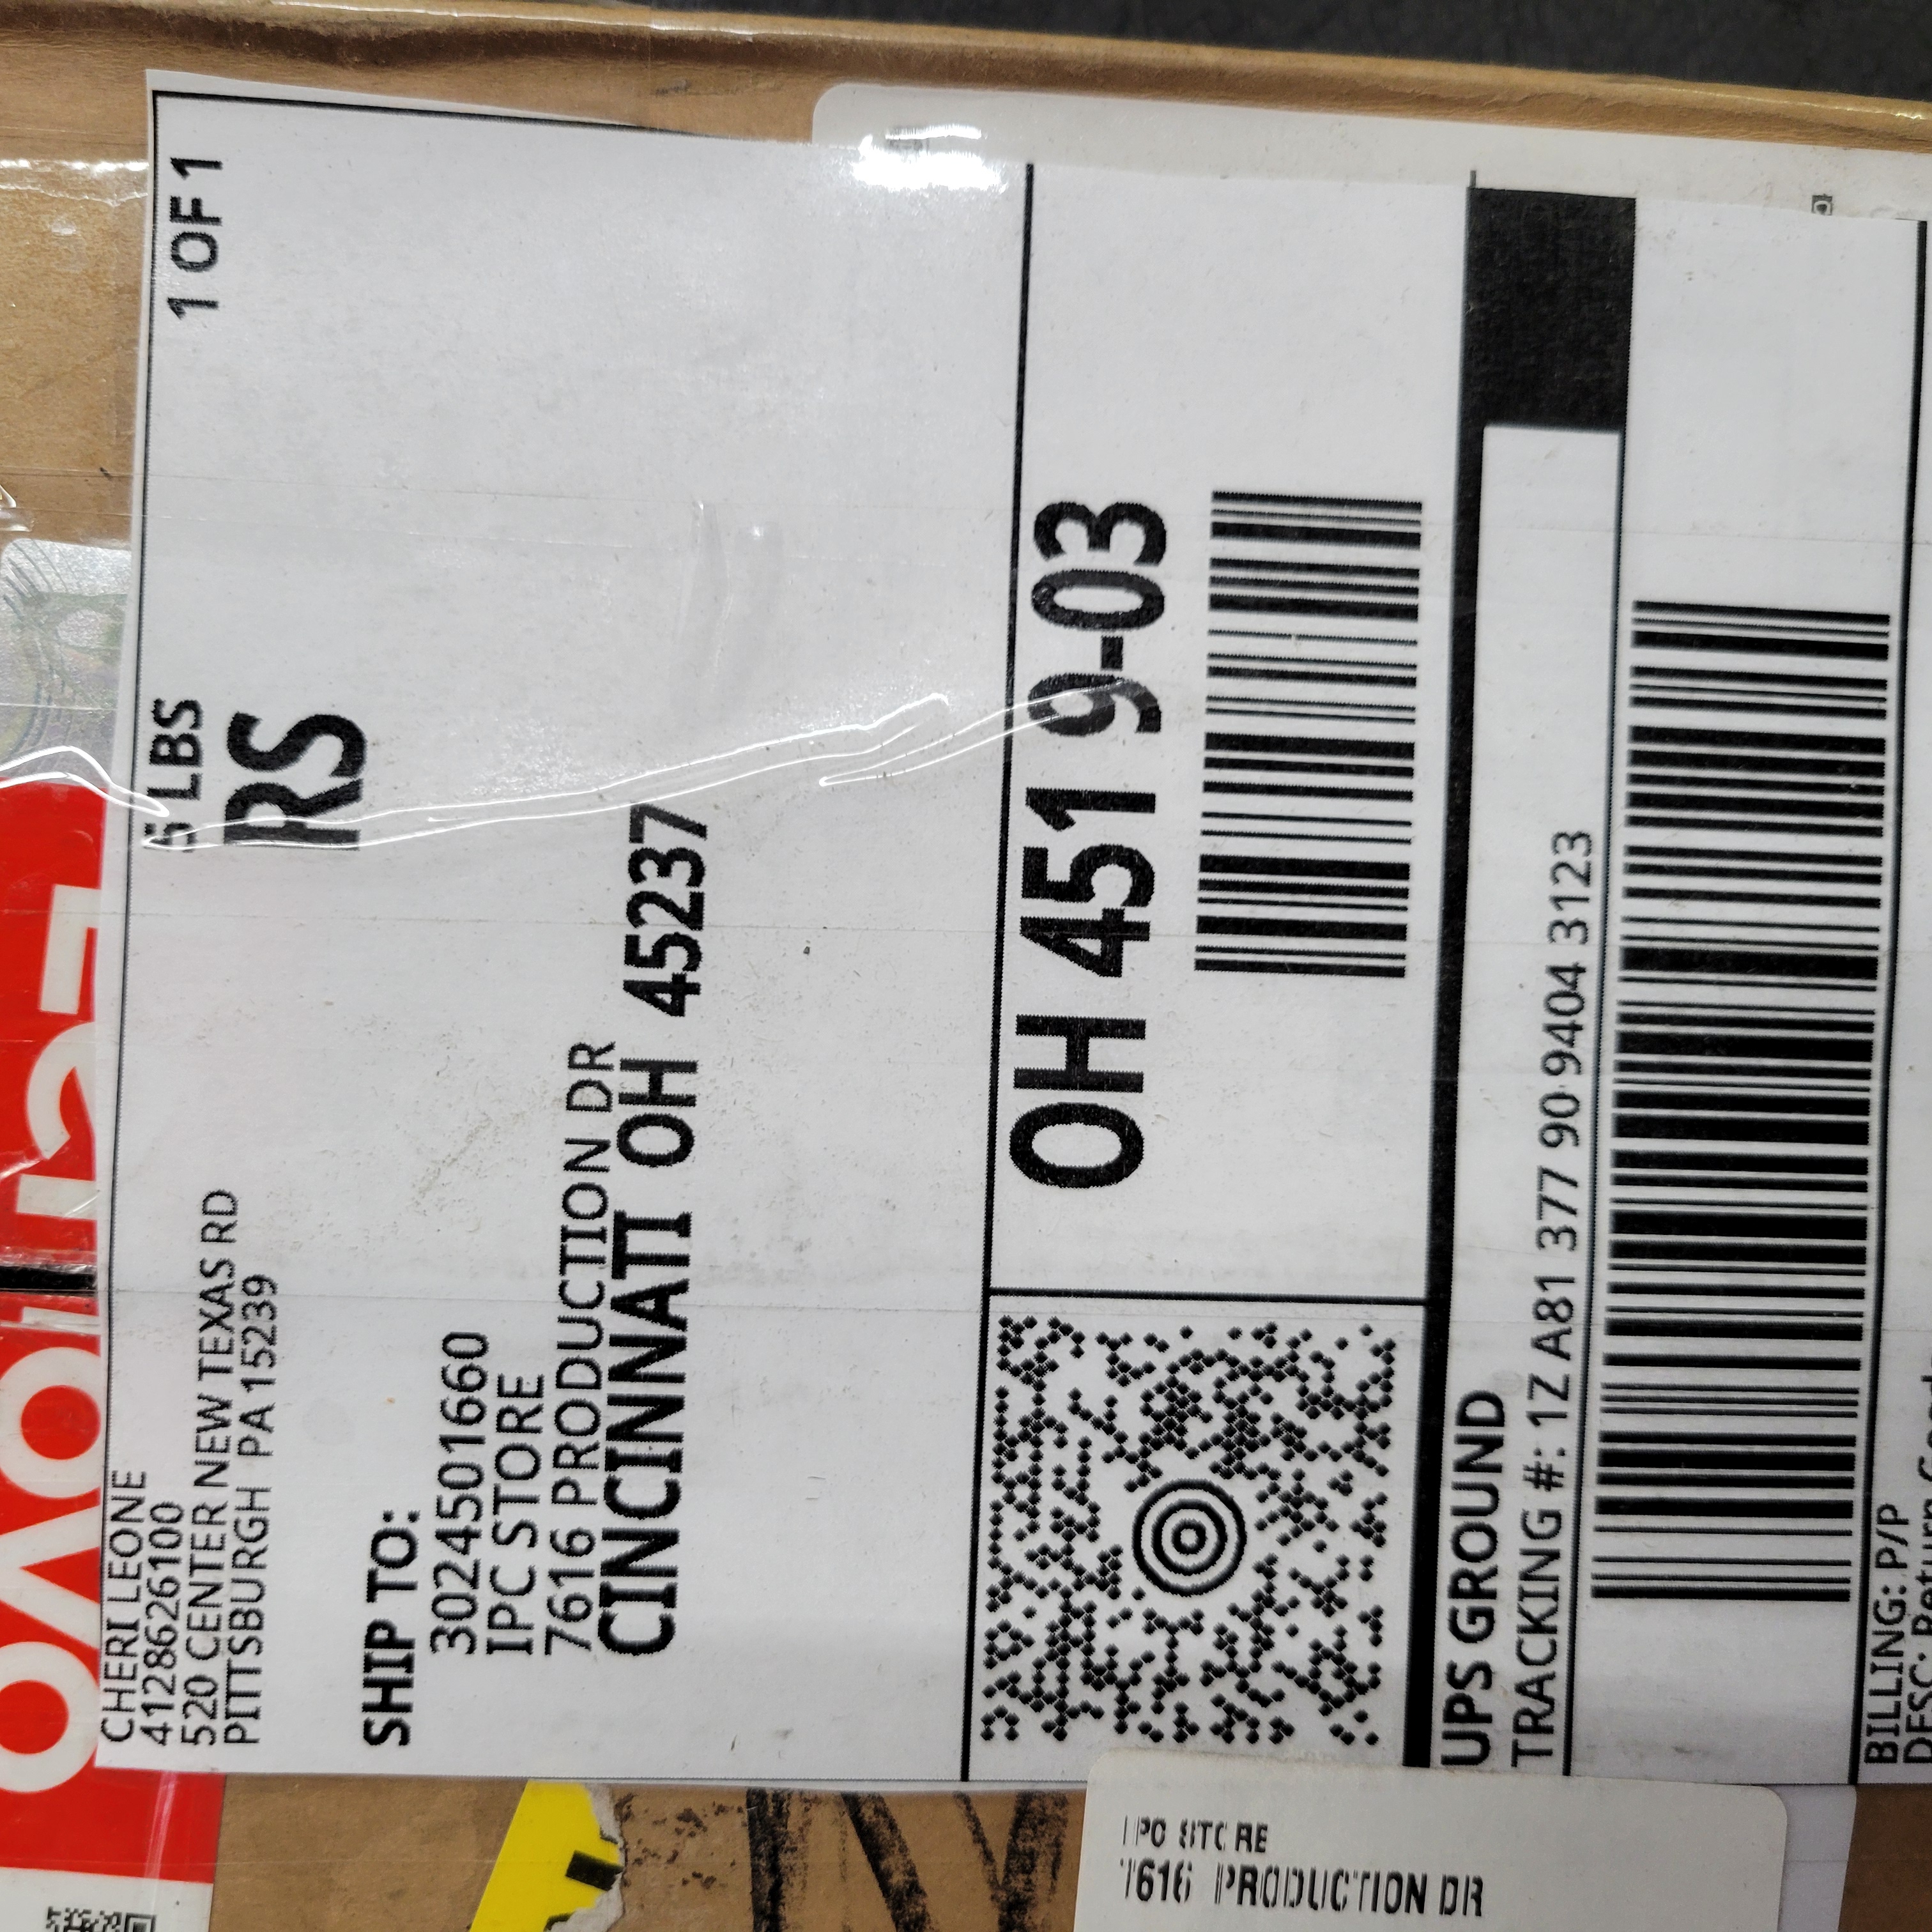 CHERI LEONE
4128626100
520 CENTER NEW TEXAS RD
PITTSBURGH PA 15239
LBS
1 OF 1
RS
SHIP TO:
3024501660
IPC STORE
7616 PRODUCTION DR
CINCINNATI OH 45237
OH 451 9-03
UPS GROUND
TRACKING #: 1Z A81 377 90 9404 3123
BILLING: P/P
DESC: Return
IPC STORE
7616 PRODUCTION DR